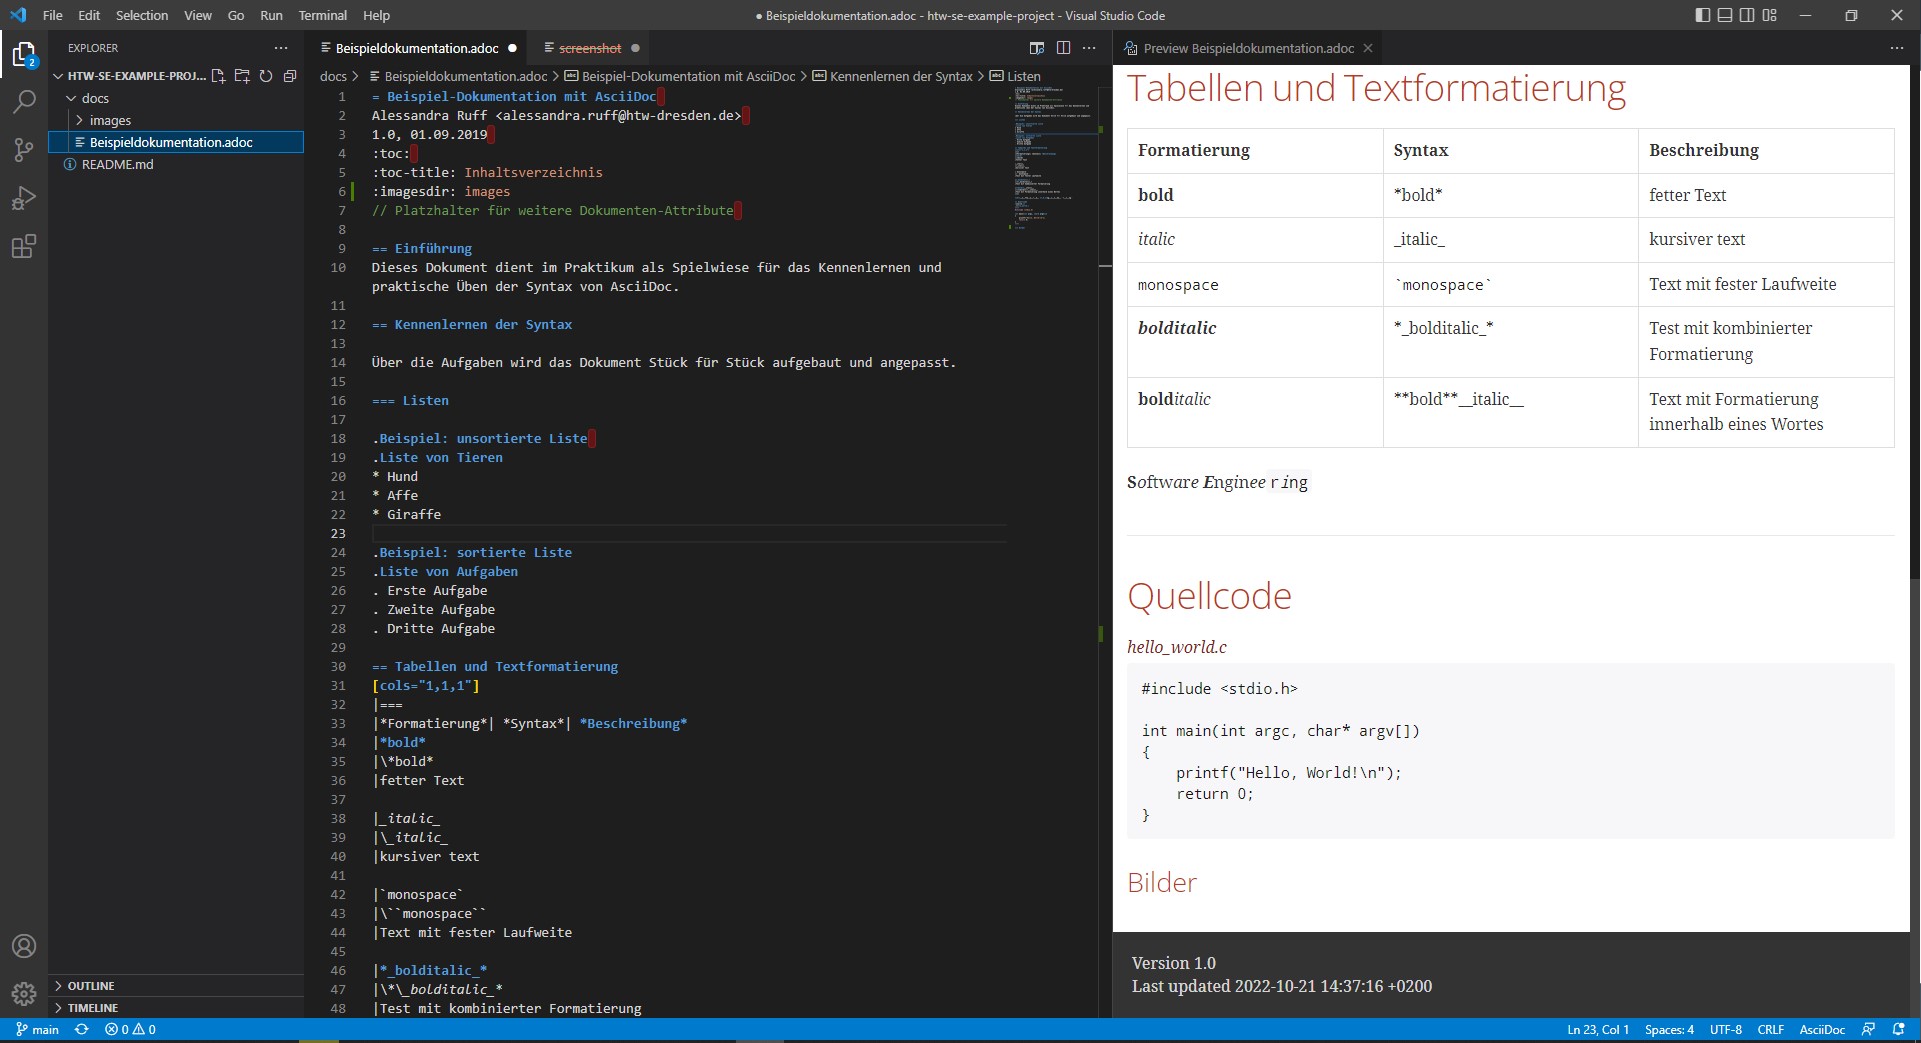 File Edit Selection View Go Run Terminal Help
● Beispieldokumentation.adoc - htw-se-example-project - Visual Studio Code
EXPLORER
HTW-SE-EXAMPLE-PROJ...
docs
images
Beispieldokumentation.adoc
README.md
OUTLINE
TIMELINE
2
Beispieldokumentation.adoc
screenshot
docs > Beispieldokumentation.adoc > Beispiel-Dokumentation mit AsciiDoc > Kennenlernen der Syntax > Listen
1 = Beispiel-Dokumentation mit AsciiDoc
2 Alessandra Ruff <alessandra.ruff@htw-dresden.de>
3 1.0, 01.09.2019
4 :toc:
5 :toc-title: Inhaltsverzeichnis
6 :imagesdir: images
7 // Platzhalter für weitere Dokumenten-Attribute
8
9 == Einführung
10 Dieses Dokument dient im Praktikum als Spielwiese für das Kennenlernen und
praktische Üben der Syntax von AsciiDoc.
11
12 == Kennenlernen der Syntax
13
14 Über die Aufgaben wird das Dokument Stück für Stück aufgebaut und angepasst.
15
16 === Listen
17
18 .Beispiel: unsortierte Liste
19 .Liste von Tieren
20 * Hund
21 * Affe
22 * Giraffe
23
24 .Beispiel: sortierte Liste
25 .Liste von Aufgaben
26 . Erste Aufgabe
27 . Zweite Aufgabe
28 . Dritte Aufgabe
29
30 == Tabellen und Textformatierung
31 [cols="1,1,1"]
32 |===
33 |*Formatierung*| *Syntax*| *Beschreibung*
34 |*bold*
35 |\*bold*
36 |fetter Text
37
38 |_italic_
39 |\_italic_
40 |kursiver text
41
42 |`monospace`
43 |\``monospace``
44 |Text mit fester Laufweite
45
46 |*_bolditalic_*
47 |\*\_bolditalic_*
48 |Test mit kombinierter Formatierung
Preview Beispieldokumentation.adoc
Tabellen und Textformatierung
Formatierung Syntax Beschreibung
bold *bold* fetter Text
italic _italic_ kursiver text
monospace `monospace` Text mit fester Laufweite
bolditalic *_bolditalic_* Test mit kombinierter
Formatierung
bolditalic **bold**__italic__ Text mit Formatierung
innerhalb eines Wortes
Software Engineering
Quellcode
hello_world.c
#include <stdio.h>
int main(int argc, char* argv[])
{
printf("Hello, World!\n");
return 0;
}
Bilder
Version 1.0
Last updated 2022-10-21 14:37:16 +0200
main 0 0
Ln 23, Col 1 Spaces: 4 UTF-8 CRLF AsciiDoc